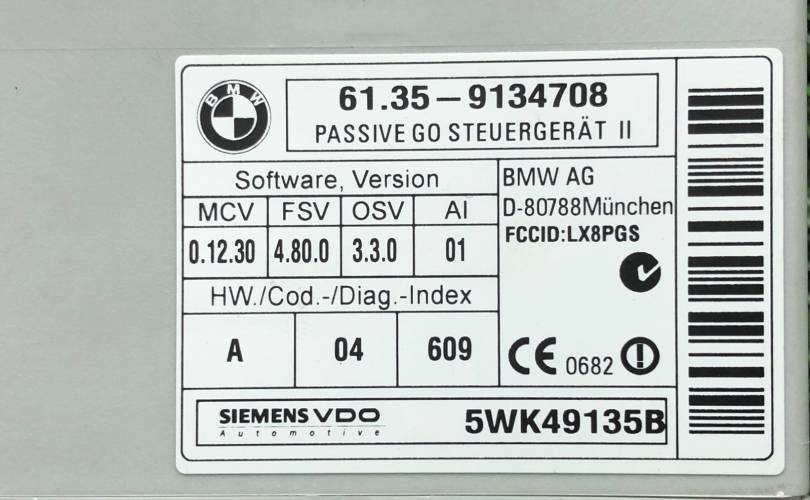 BMW
61.35-9134708
PASSIVE GO STEUERGERÄT II
Software, Version
MCV FSV OSV AI
0.12.30 4.80.0 3.3.0 01
HW./Cod.-/Diag.-Index
A 04 609
BMW AG
D-80788München
FCCID:LX8PGS
CE 0682
SIEMENS VDO
Automotive
5WK49135B